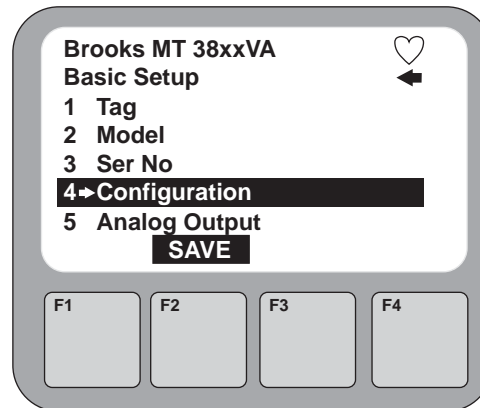 Brooks MT 38xxVA
Basic Setup
1 Tag
2 Model
3 Ser No
4 Configuration
5 Analog Output
SAVE
F1 F2 F3 F4